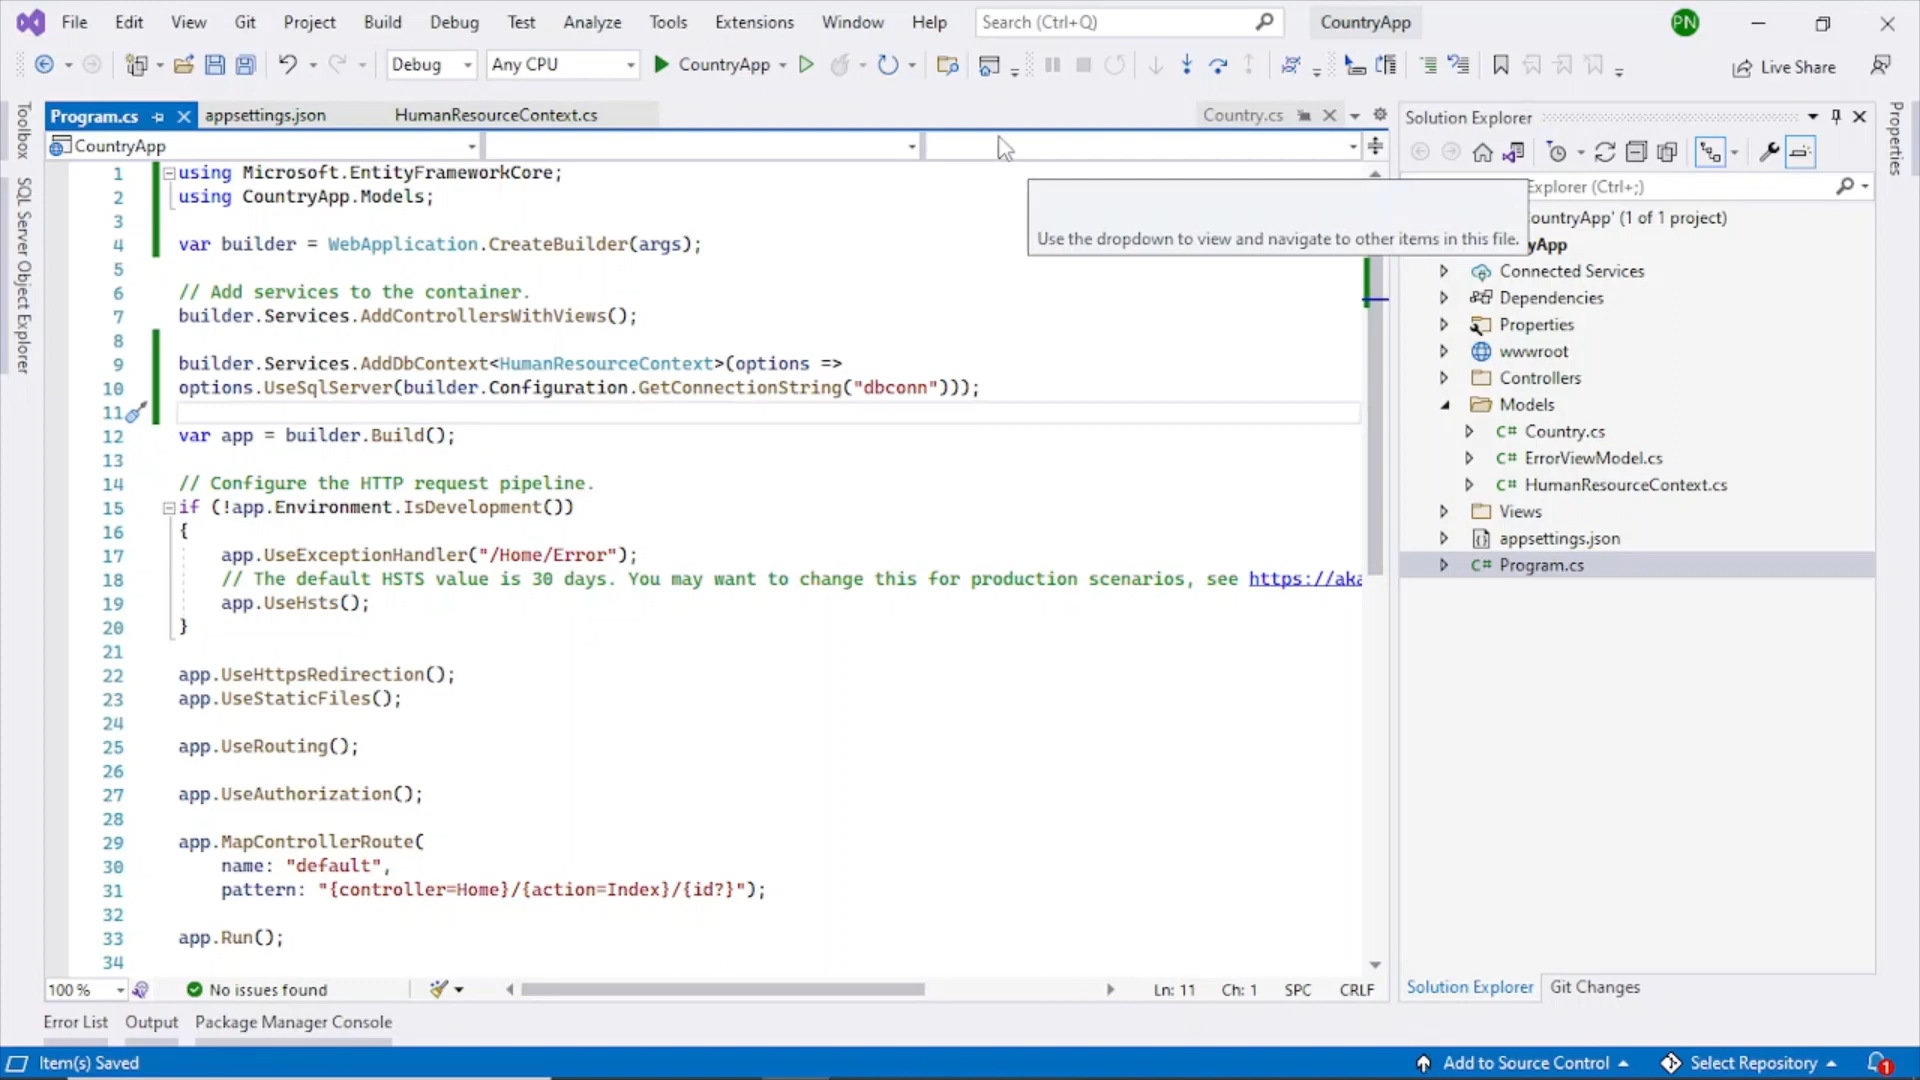 File Edit View Git Project Build Debug Test Analyze Tools Extensions Window Help Search (Ctrl+Q) CountryApp PN
Debug Any CPU CountryApp Live Share
Toolbox
SQL Server Object Explorer
Program.cs appsettings.json HumanResourceContext.cs Country.cs
CountryApp
1 using Microsoft.EntityFrameworkCore;
2 using CountryApp.Models;
3
4 var builder = WebApplication.CreateBuilder(args);
5
6 // Add services to the container.
7 builder.Services.AddControllersWithViews();
8
9 builder.Services.AddDbContext<HumanResourceContext>(options =>
10 options.UseSqlServer(builder.Configuration.GetConnectionString("dbconn")));
11
12 var app = builder.Build();
13
14 // Configure the HTTP request pipeline.
15 if (!app.Environment.IsDevelopment())
16 {
17 app.UseExceptionHandler("/Home/Error");
18 // The default HSTS value is 30 days. You may want to change this for production scenarios, see https://aka
19 app.UseHsts();
20 }
21
22 app.UseHttpsRedirection();
23 app.UseStaticFiles();
24
25 app.UseRouting();
26
27 app.UseAuthorization();
28
29 app.MapControllerRoute(
30 name: "default",
31 pattern: "{controller=Home}/{action=Index}/{id?}");
32
33 app.Run();
34
Use the dropdown to view and navigate to other items in this file.
100 % No issues found Ln: 11 Ch: 1 SPC CRLF
Solution Explorer
Explorer (Ctrl+;)
ountryApp' (1 of 1 project)
yApp
Connected Services
Dependencies
Properties
wwwroot
Controllers
Models
C# Country.cs
C# ErrorViewModel.cs
C# HumanResourceContext.cs
Views
appsettings.json
C# Program.cs
Solution Explorer Git Changes
Properties
Error List Output Package Manager Console
Item(s) Saved Add to Source Control Select Repository 1